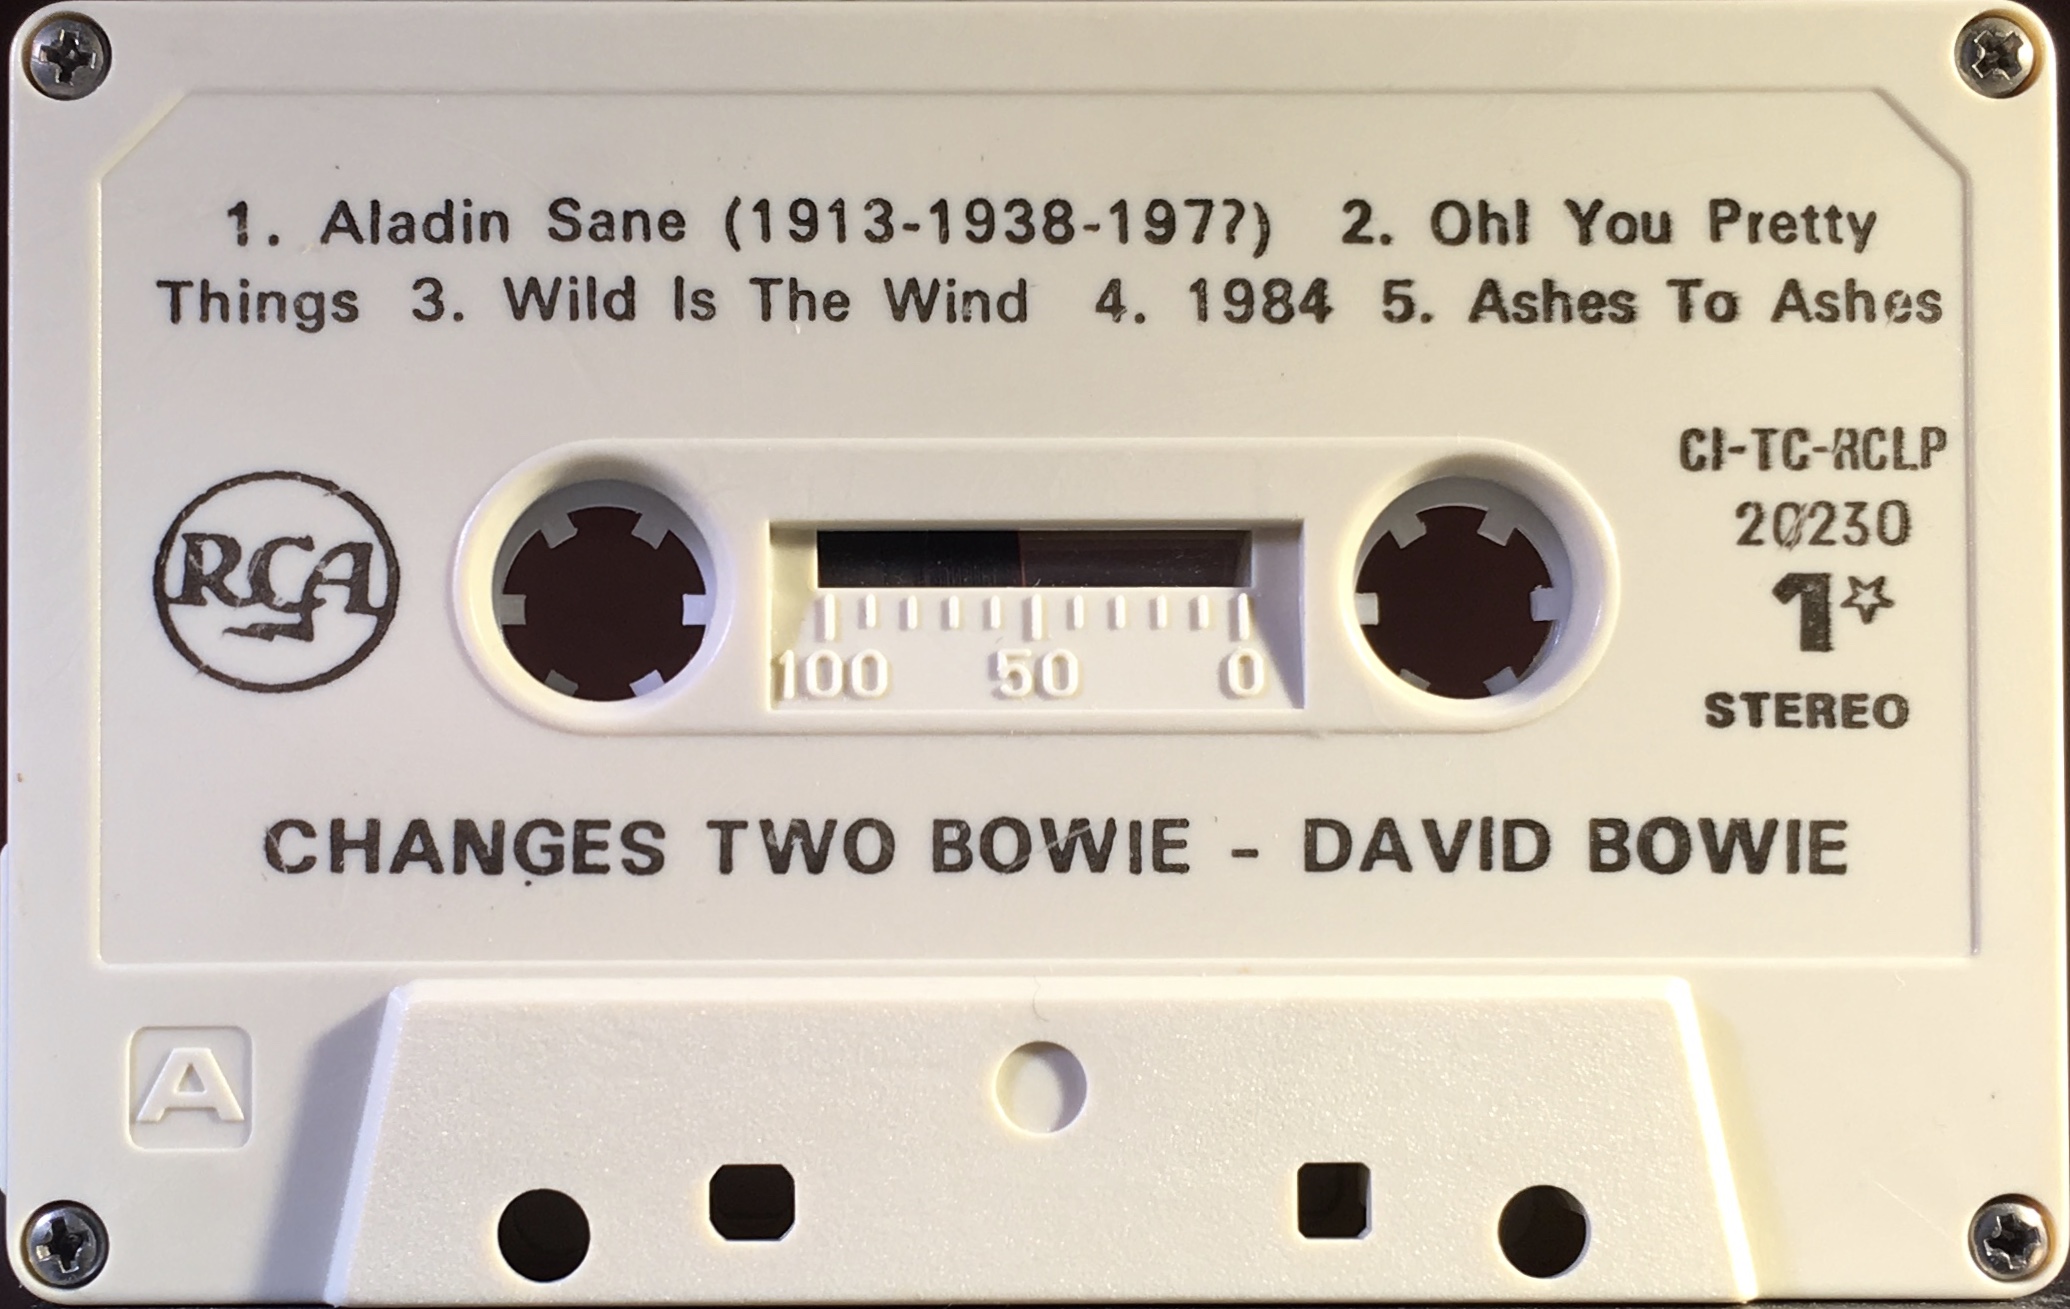 1. Aladin Sane (1913-1938-197?) 2. Oh! You Pretty
Things 3. Wild Is The Wind 4. 1984 5. Ashes To Ashes
RCA
CI-TC-RCLP
20230
1
STEREO
100 50 0
CHANGES TWO BOWIE - DAVID BOWIE
A